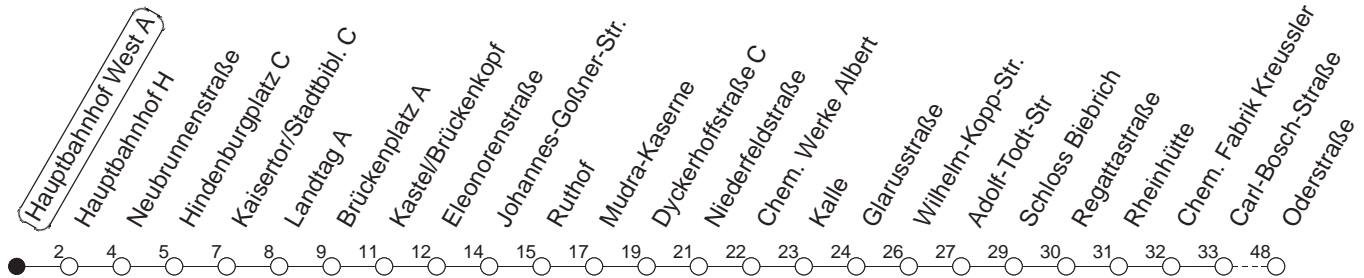 Hauptbahnhof West A
Hauptbahnhof H
Neubrunnenstraße
Hindenburgplatz C
Kaisertor/Stadtbibl. C
Landtag A
Brückenplatz A
Kastel/Brückenkopf
Eleonorenstraße
Johannes-Goßner-Str.
Ruthof
Mudra-Kaserne
Dyckerhoffstraße C
Niederfeldstraße
Chem. Werke Albert
Kalle
Glarusstraße
Wilhelm-Kopp-Str.
Adolf-Todt-Str
Schloss Biebrich
Regattastraße
Rheinhütte
Chem. Fabrik Kreussler
Carl-Bosch-Straße
Oderstraße
2 4 5 7 8 9 11 12 14 15 17 19 21 22 23 24 26 27 29 30 31 32 33 48